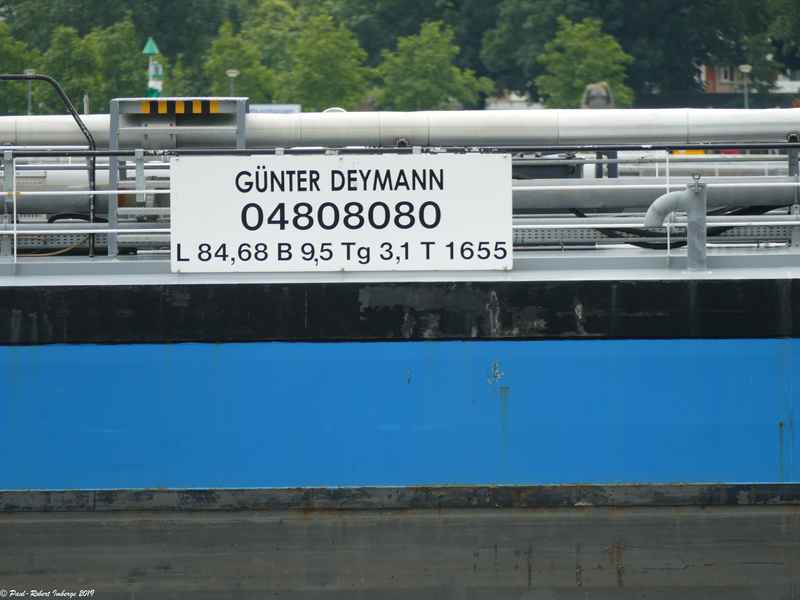 GÜNTER DEYMANN
04808080
L 84,68 B 9,5 Tg 3,1 T 1655
© Paul-Robert Imberge 2019